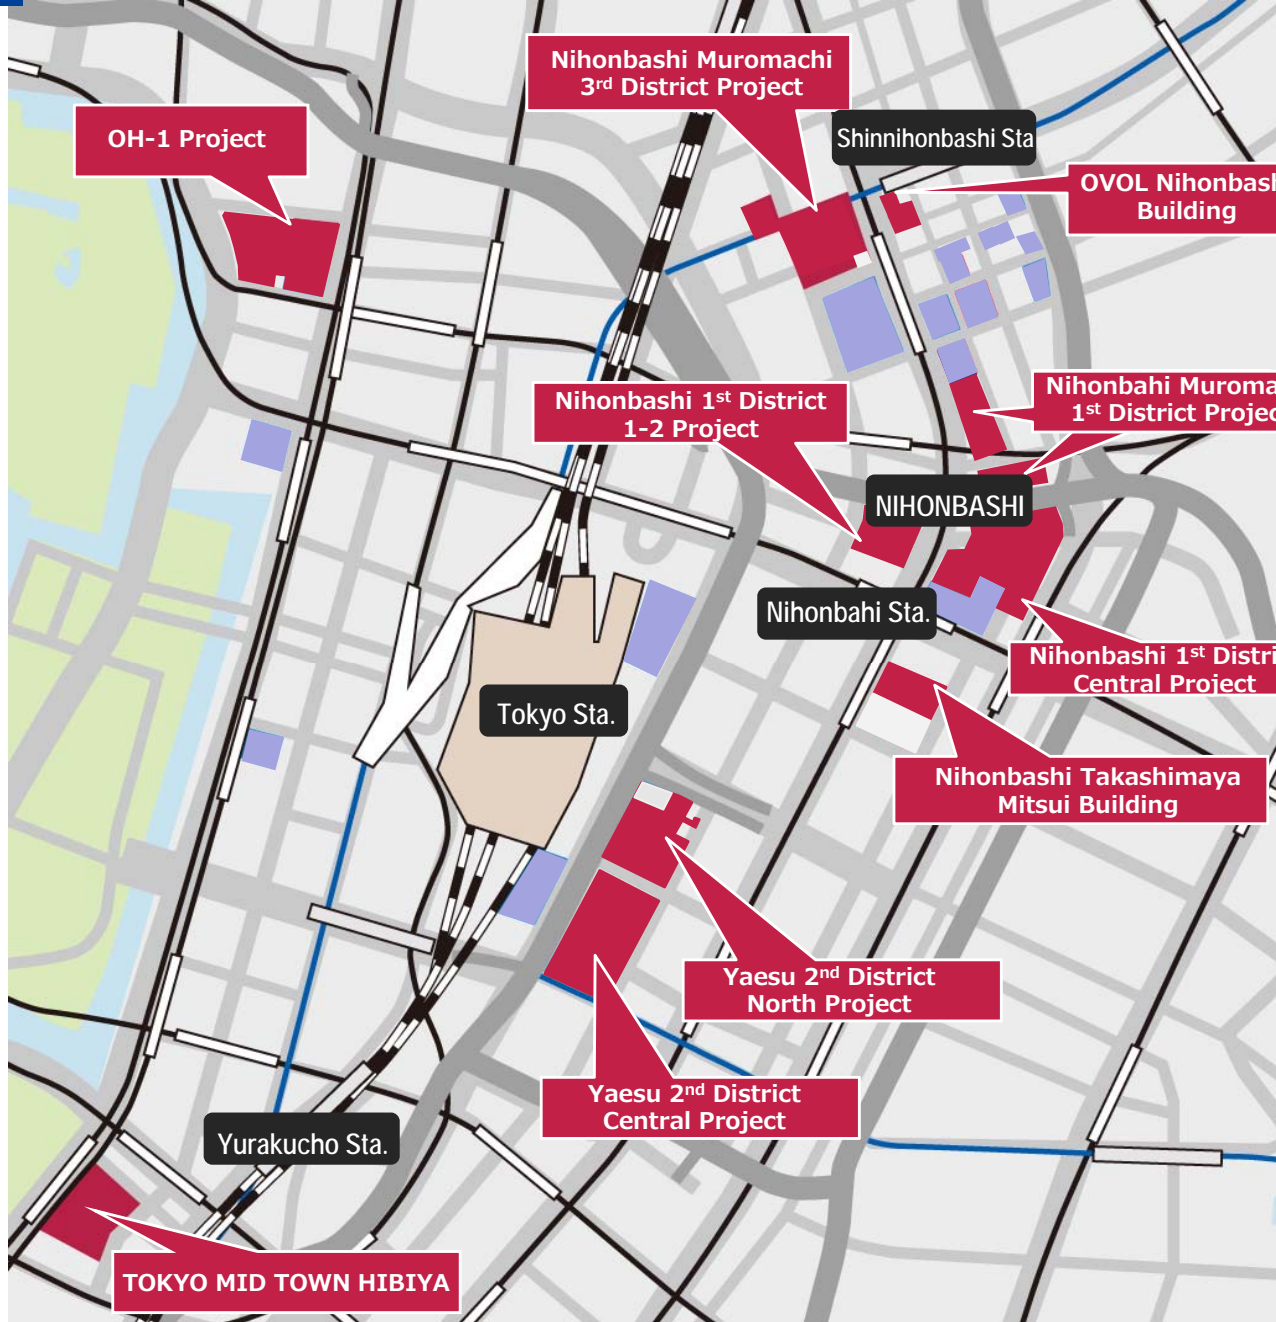 Nihonbashi Muromachi
3rd District Project
OH-1 Project
Shinnihonbashi Sta
OVOL Nihonbash
Building
Nihonbahi Muroma
1st District Projec
Nihonbashi 1st District
1-2 Project
NIHONBASHI
Nihonbahi Sta.
Nihonbashi 1st Distri
Central Project
Tokyo Sta.
Nihonbashi Takashimaya
Mitsui Building
Yaesu 2nd District
North Project
Yaesu 2nd District
Central Project
Yurakucho Sta.
TOKYO MID TOWN HIBIYA